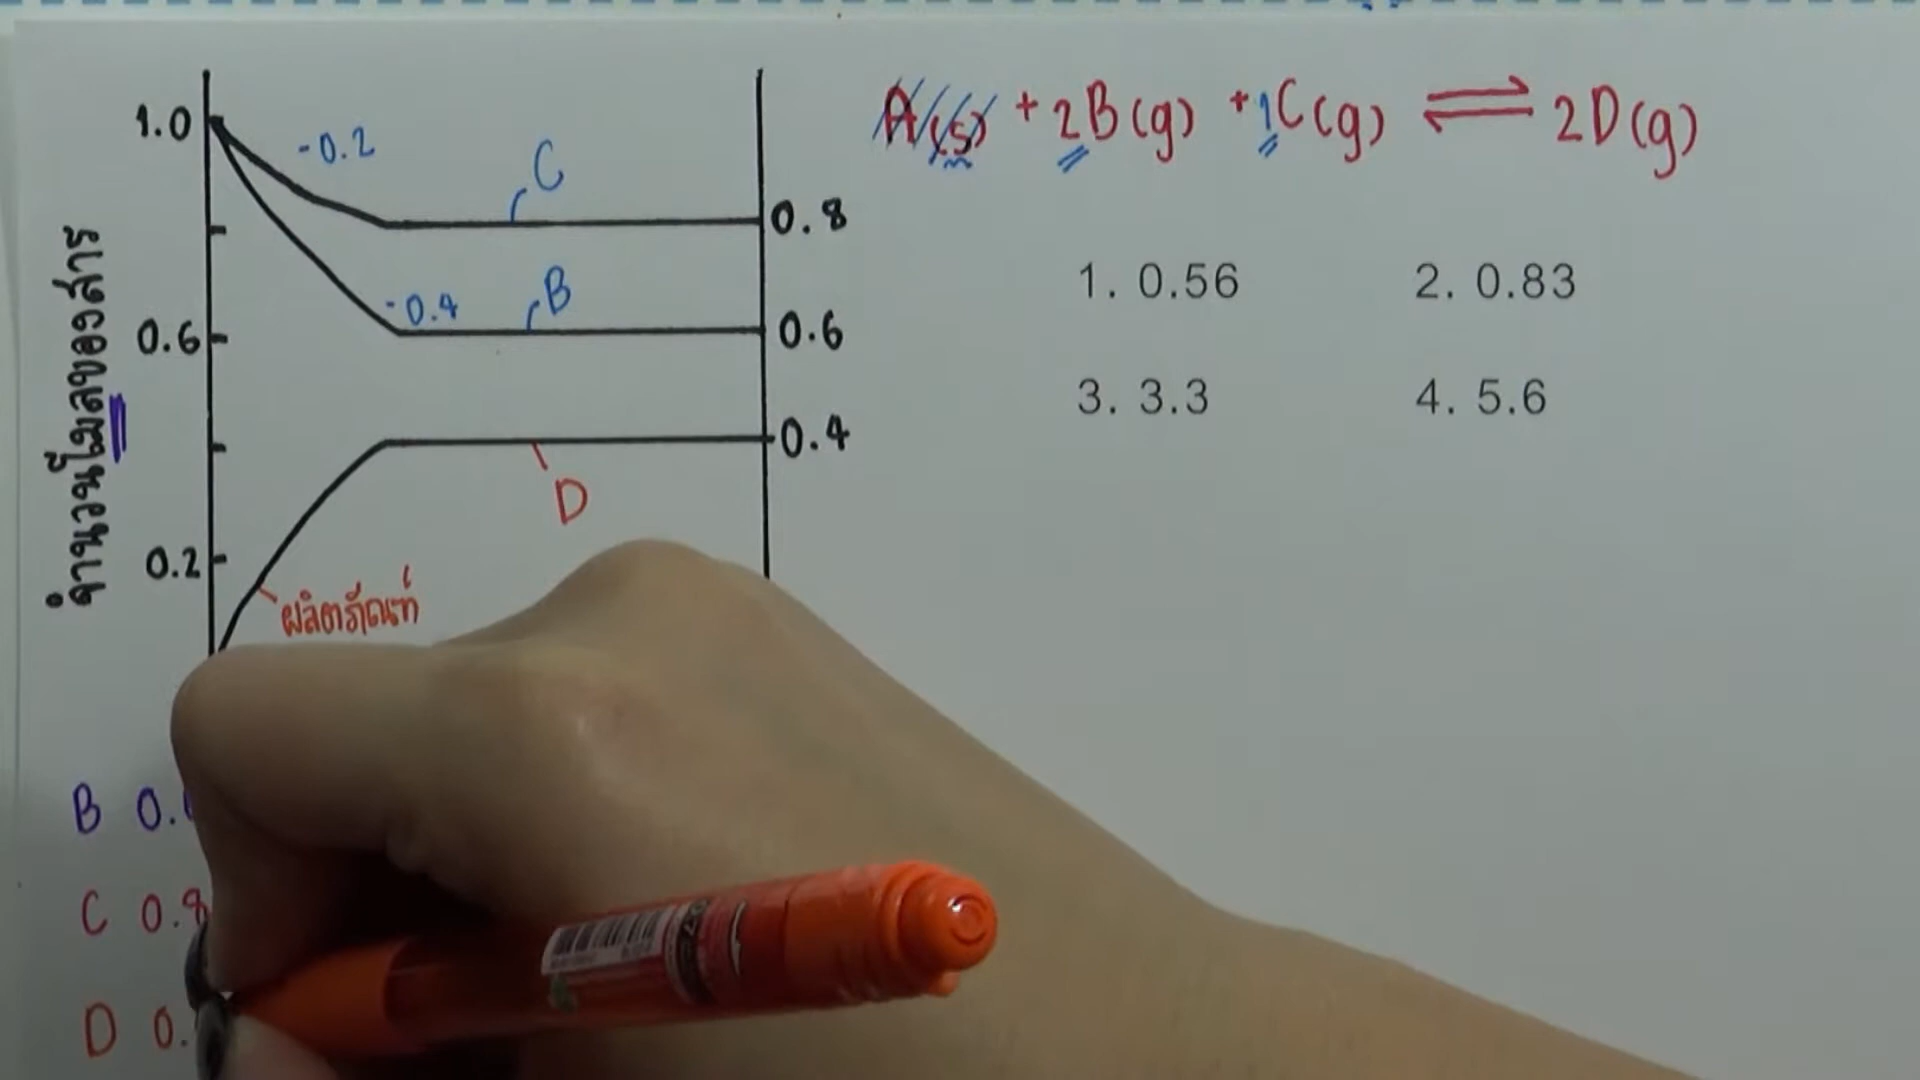 จำนวนโมลของสาร
1.0
0.6
0.2
-0.2
C
-0.4
B
D
ผลิตภัณฑ์
0.8
0.6
0.4
A(s) + 2B(g) + 1C(g) ⇌ 2D(g)
1. 0.56 2. 0.83
3. 3.3 4. 5.6
B 0.
C 0.8
D 0.